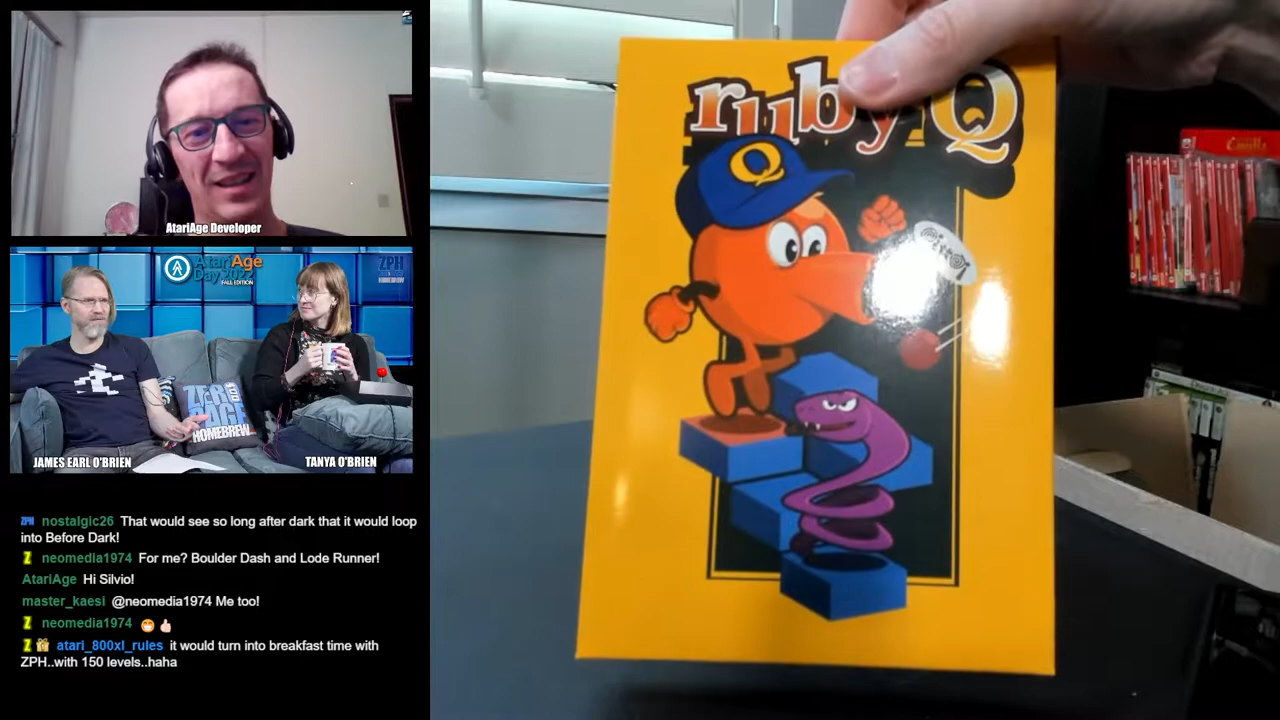 AtariAge Developer
AtariAge
Day 2022
FALL EDITION
ZPH
ZERO
PAGE
HOMEBREW
JAMES EARL O'BRIEN
TANYA O'BRIEN
nostalgic26 That would see so long after dark that it would loop
into Before Dark!
neomedia1974 For me? Boulder Dash and Lode Runner!
AtariAge Hi Silvio!
master_kaesi @neomedia1974 Me too!
neomedia1974
atari_800xl_rules it would turn into breakfast time with
ZPH..with 150 levels..haha
ruby Q
Q